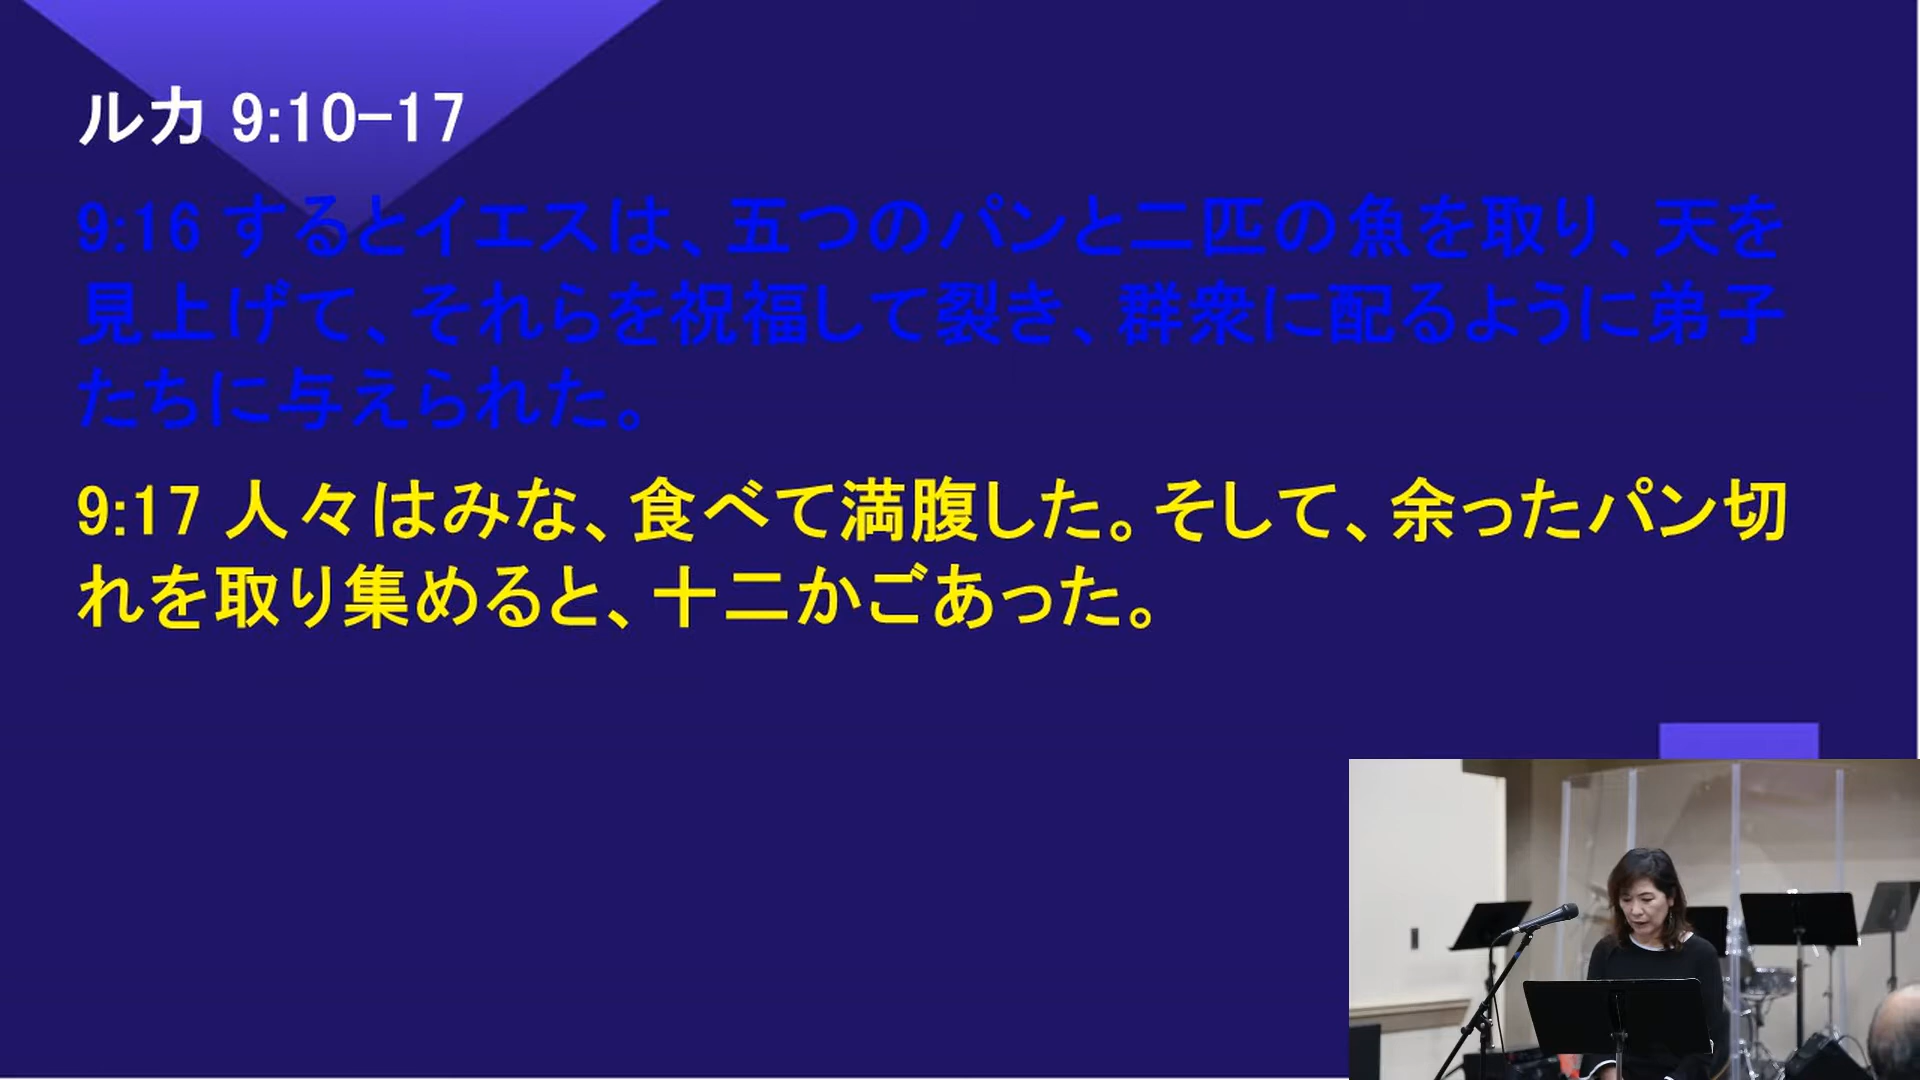 ルカ 9:10-17
9:16 するとイエスは、五つのパンと二匹の魚を取り、天を
見上げて、それらを祝福して裂き、群衆に配るように弟子
たちに与えられた。
9:17 人々はみな、食べて満腹した。そして、余ったパン切
れを取り集めると、十二かごあった。